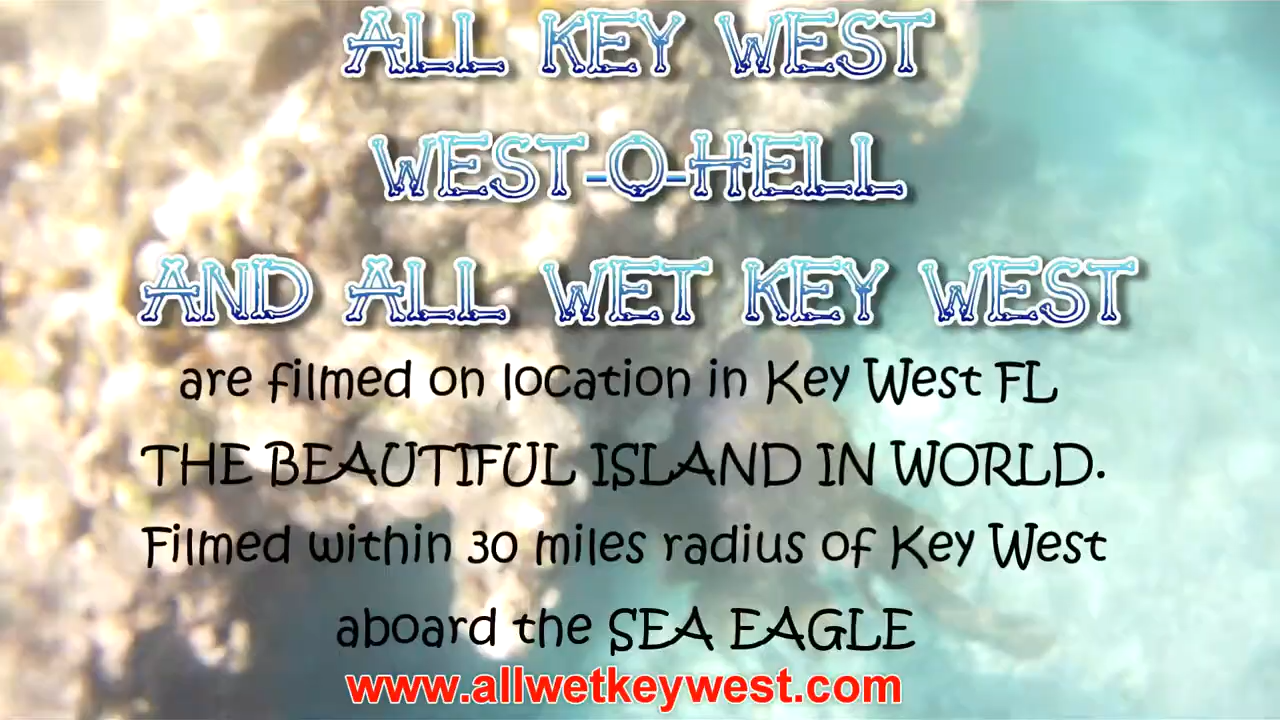 ALL KEY WEST
WEST-O-HELL
AND ALL WET KEY WEST
are filmed on location in Key West FL
THE BEAUTIFUL ISLAND IN WORLD.
Filmed within 30 miles radius of Key West
aboard the SEA EAGLE
www.allwetkeywest.com